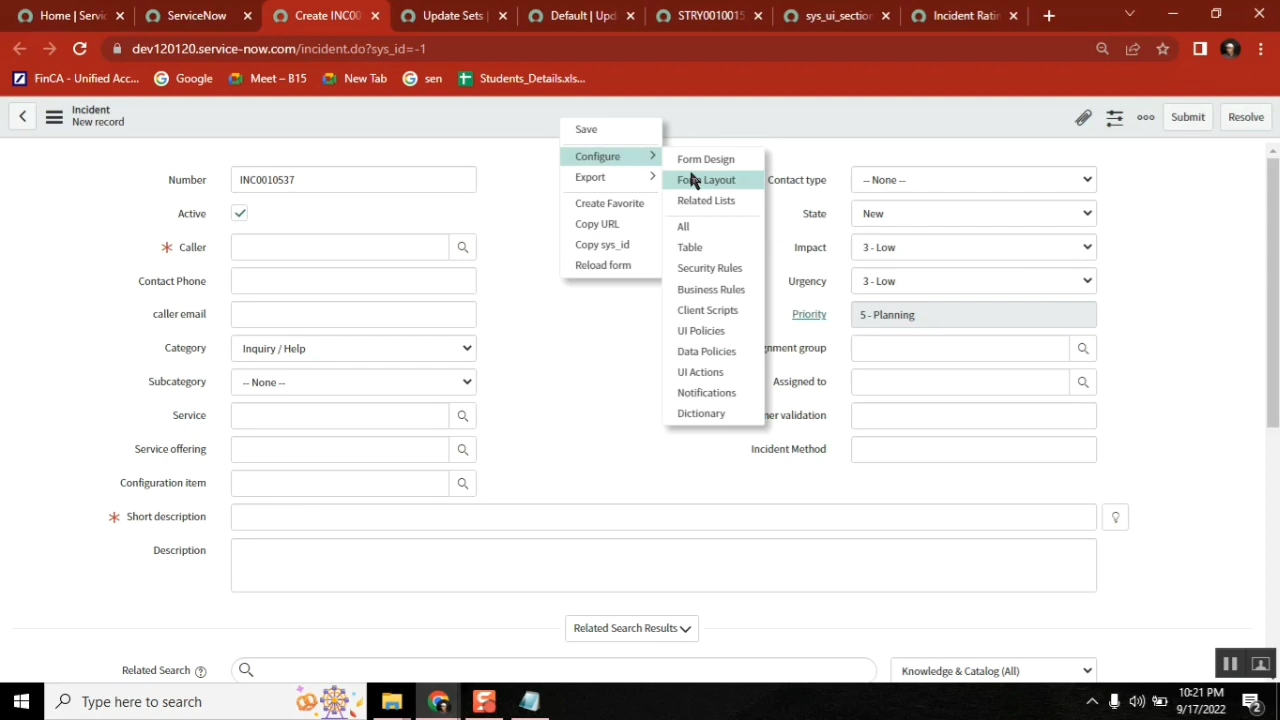 Home | Servic
ServiceNow
Create INC00
Update Sets |
Default | Upd
STRY0010015
sys_ui_section
Incident Ratin
dev120120.service-now.com/incident.do?sys_id=-1
FinCA - Unified Acc...
Google
Meet – B15
New Tab
sen
Students_Details.xls...
Incident
New record
Submit
Resolve
Save
Configure
Export
Create Favorite
Copy URL
Copy sys_id
Reload form
Form Design
Form Layout
Related Lists
All
Table
Security Rules
Business Rules
Client Scripts
UI Policies
Data Policies
UI Actions
Notifications
Dictionary
Number
INC0010537
Active
Caller
Contact Phone
caller email
Category
Inquiry / Help
Subcategory
-- None --
Service
Service offering
Configuration item
Short description
Description
Contact type
-- None --
State
New
Impact
3 - Low
Urgency
3 - Low
Priority
5 - Planning
gnment group
Assigned to
ner validation
Incident Method
Related Search Results
Related Search
Knowledge & Catalog (All)
Type here to search
10:21 PM
9/17/2022
2